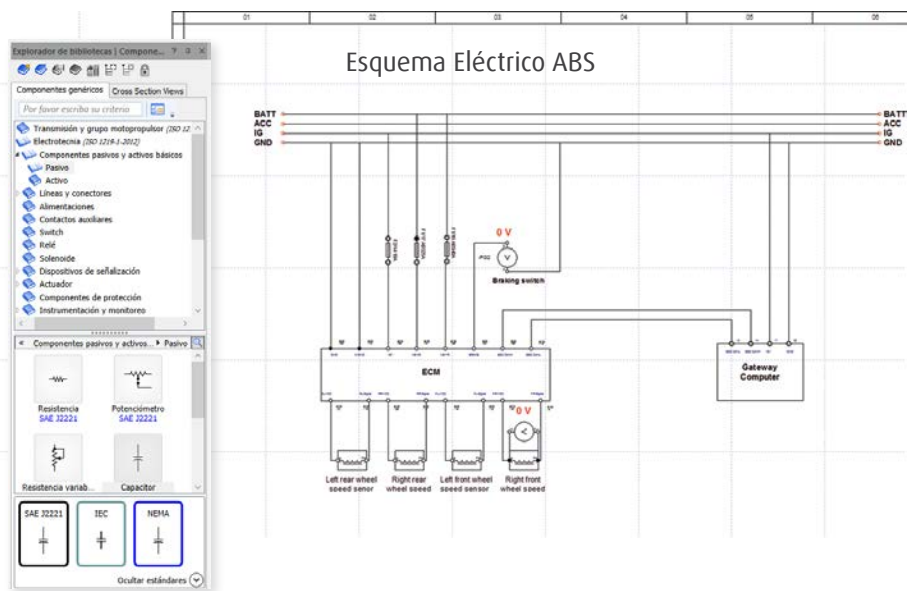 01 02 03 04 05 06
Explorador de bibliotecas | Compone... ?
Esquema Eléctrico ABS
Componentes genéricos Cross Section Views
Por favor escriba su criterio
Transmisión y grupo motopropulsor (ISO 12
Electrotecnia (ISO 1219-1-2012)
Componentes pasivos y activos básicos
Pasivo
Activo
Líneas y conectores
Alimentaciones
Contactos auxiliares
Switch
Relé
Solenoide
Dispositivos de señalización
Actuador
Componentes de protección
Instrumentación y monitoreo
Componentes pasivos y activos... Pasivo
Resistencia
SAE J2221
Potenciómetro
SAE J2221
Resistencia variab...
Capacitor
SAE J2221 IEC NEMA
Ocultar estándares
BATT BATT
ACC ACC
IG IG
GND GND
0 V
V
Braking switch
ECM
Gateway
Computer
0 V
V
Left rear wheel
speed sensor
Right rear
wheel speed
Left front wheel
speed sensor
Right front
wheel speed